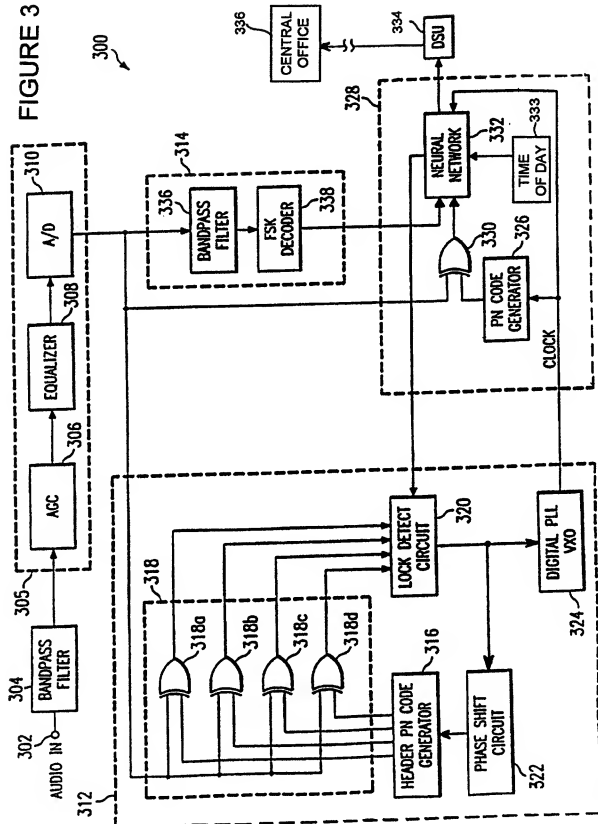 FIGURE 3
300
302
AUDIO IN
304
BANDPASS
FILTER
305
306
AGC
308
EQUALIZER
310
A/D
312
314
336
BANDPASS
FILTER
338
FSK
DECODER
318
318a
318b
318c
318d
316
HEADER PN CODE
GENERATOR
320
LOCK DETECT
CIRCUIT
322
PHASE SHIFT
CIRCUIT
324
DIGITAL PLL
VXO
CLOCK
326
PN CODE
GENERATOR
328
330
332
NEURAL
NETWORK
333
TIME
OF DAY
334
DSU
336
CENTRAL
OFFICE